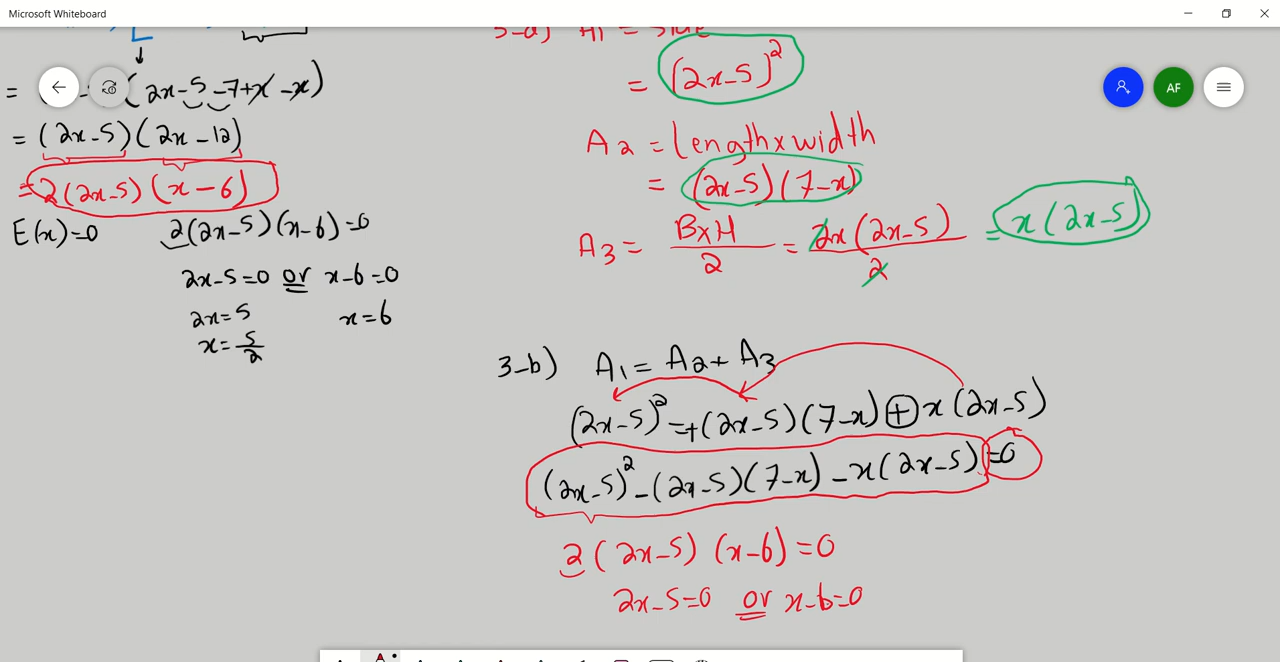 Microsoft Whiteboard
= (2x-5-7+x-x)
= (2x-5)(2x-12)
= 2(2x-5)(x-6)
E(x)=0 2(2x-5)(x-6)=0
2x-5=0 or x-6=0
2x=5 x=6
x=5/2
= (2x-5)²
A2 = length x width
= (2x-5)(7-x)
A3 = BxH/2 = 2x(2x-5)/2 = x(2x-5)
3-b) A1 = A2 + A3
(2x-5)² = +(2x-5)(7-x) + x(2x-5)
(2x-5)² - (2x-5)(7-x) - x(2x-5) = 0
2(2x-5)(x-6)=0
2x-5=0 or x-6=0
AF